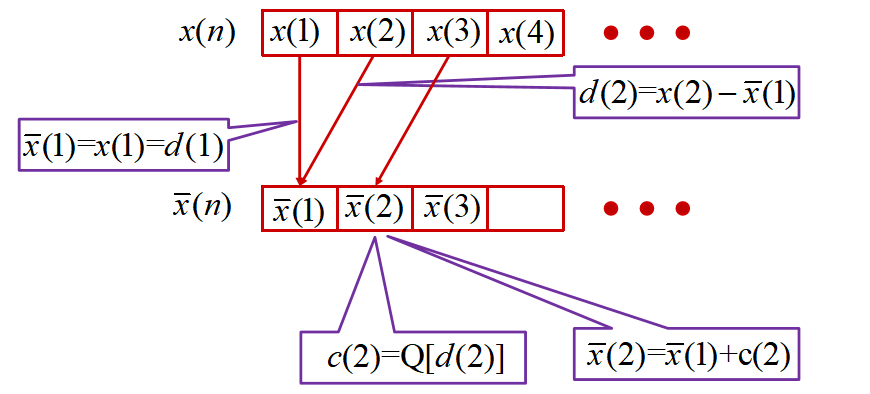 x(n) x(1) x(2) x(3) x(4) • • •
d(2)=x(2)−x̅(1)
x̅(1)=x(1)=d(1)
x̅(n) x̅(1) x̅(2) x̅(3) • • •
c(2)=Q[d(2)]
x̅(2)=x̅(1)+c(2)